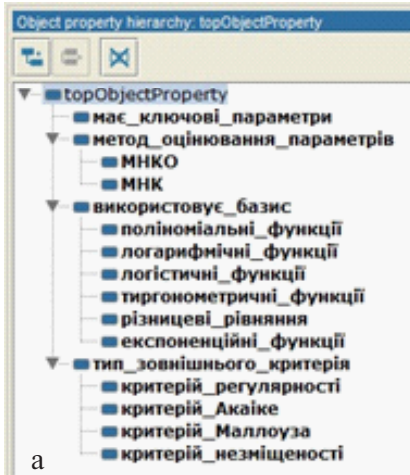 Object property hierarchy: topObjectProperty
topObjectProperty
має_ключові_параметри
метод_оцінювання_параметрів
МНКО
МНК
використовує_базис
поліноміальні_функції
логарифмічні_функції
логістичні_функції
тиргонометричні_функції
різницеві_рівняння
експоненційні_функції
тип_зовнішнього_критерія
критерій_регулярності
критерій_Акаіке
критерій_Маллоуза
критерій_незміщеності
а